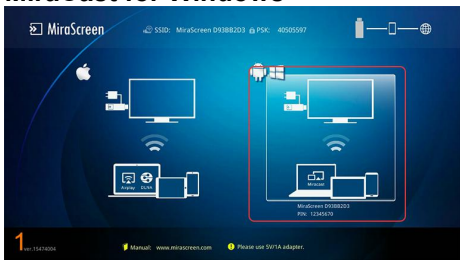 MiraCast for Windows
MiraScreen
SSID: MiraScreen D93BB2D3 PSK: 40505597
Airplay DLNA
Miracast
MiraScreen D93BB2D3
PIN: 12345670
1
ver.15474004
Manual: www.mirascreen.com
Please use 5V/1A adapter.